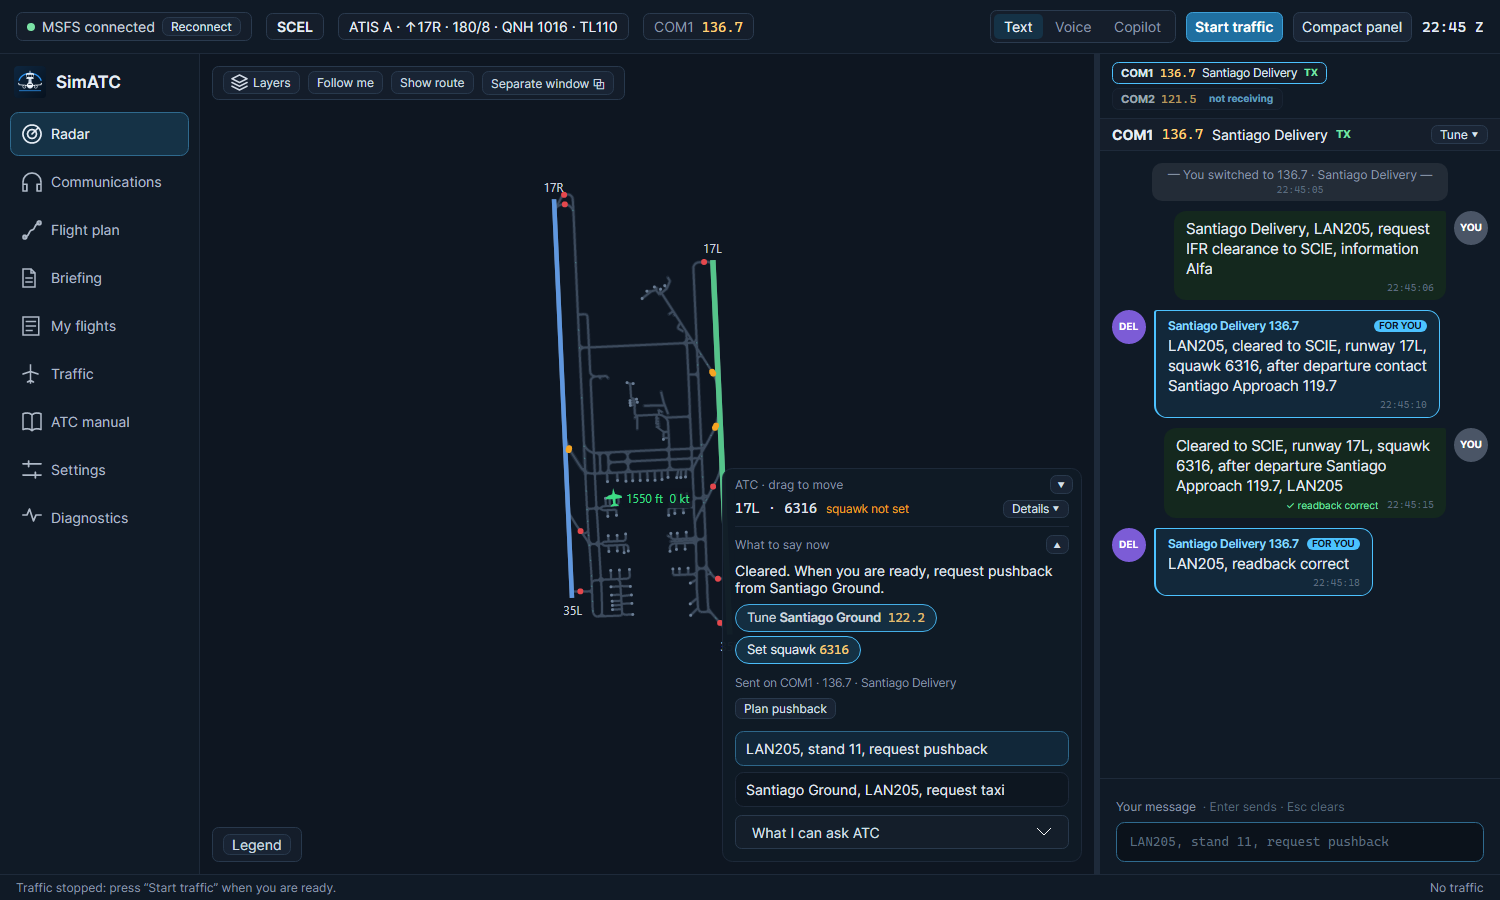 MSFS connected Reconnect SCEL ATIS A · ↑17R · 180/8 · QNH 1016 · TL110 COM1 136.7 Text Voice Copilot Start traffic Compact panel 22:45 Z
SimATC
Radar
Communications
Flight plan
Briefing
My flights
Traffic
ATC manual
Settings
Diagnostics
Layers Follow me Show route Separate window
17R
17L
1550 ft 0 kt
35L
Legend
ATC · drag to move
17L · 6316 squawk not set Details
What to say now
Cleared. When you are ready, request pushback
from Santiago Ground.
Tune Santiago Ground 122.2
Set squawk 6316
Sent on COM1 · 136.7 · Santiago Delivery
Plan pushback
LAN205, stand 11, request pushback
Santiago Ground, LAN205, request taxi
What I can ask ATC
COM1 136.7 Santiago Delivery TX
COM2 121.5 not receiving
COM1 136.7 Santiago Delivery TX Tune
— You switched to 136.7 · Santiago Delivery —
22:45:05
Santiago Delivery, LAN205, request
IFR clearance to SCIE, information
Alfa
22:45:06
YOU
DEL
Santiago Delivery 136.7 FOR YOU
LAN205, cleared to SCIE, runway 17L,
squawk 6316, after departure contact
Santiago Approach 119.7
22:45:10
Cleared to SCIE, runway 17L, squawk
6316, after departure Santiago
Approach 119.7, LAN205
✓ readback correct 22:45:15
YOU
DEL
Santiago Delivery 136.7 FOR YOU
LAN205, readback correct
22:45:18
Your message · Enter sends · Esc clears
LAN205, stand 11, request pushback
Traffic stopped: press “Start traffic” when you are ready.
No traffic